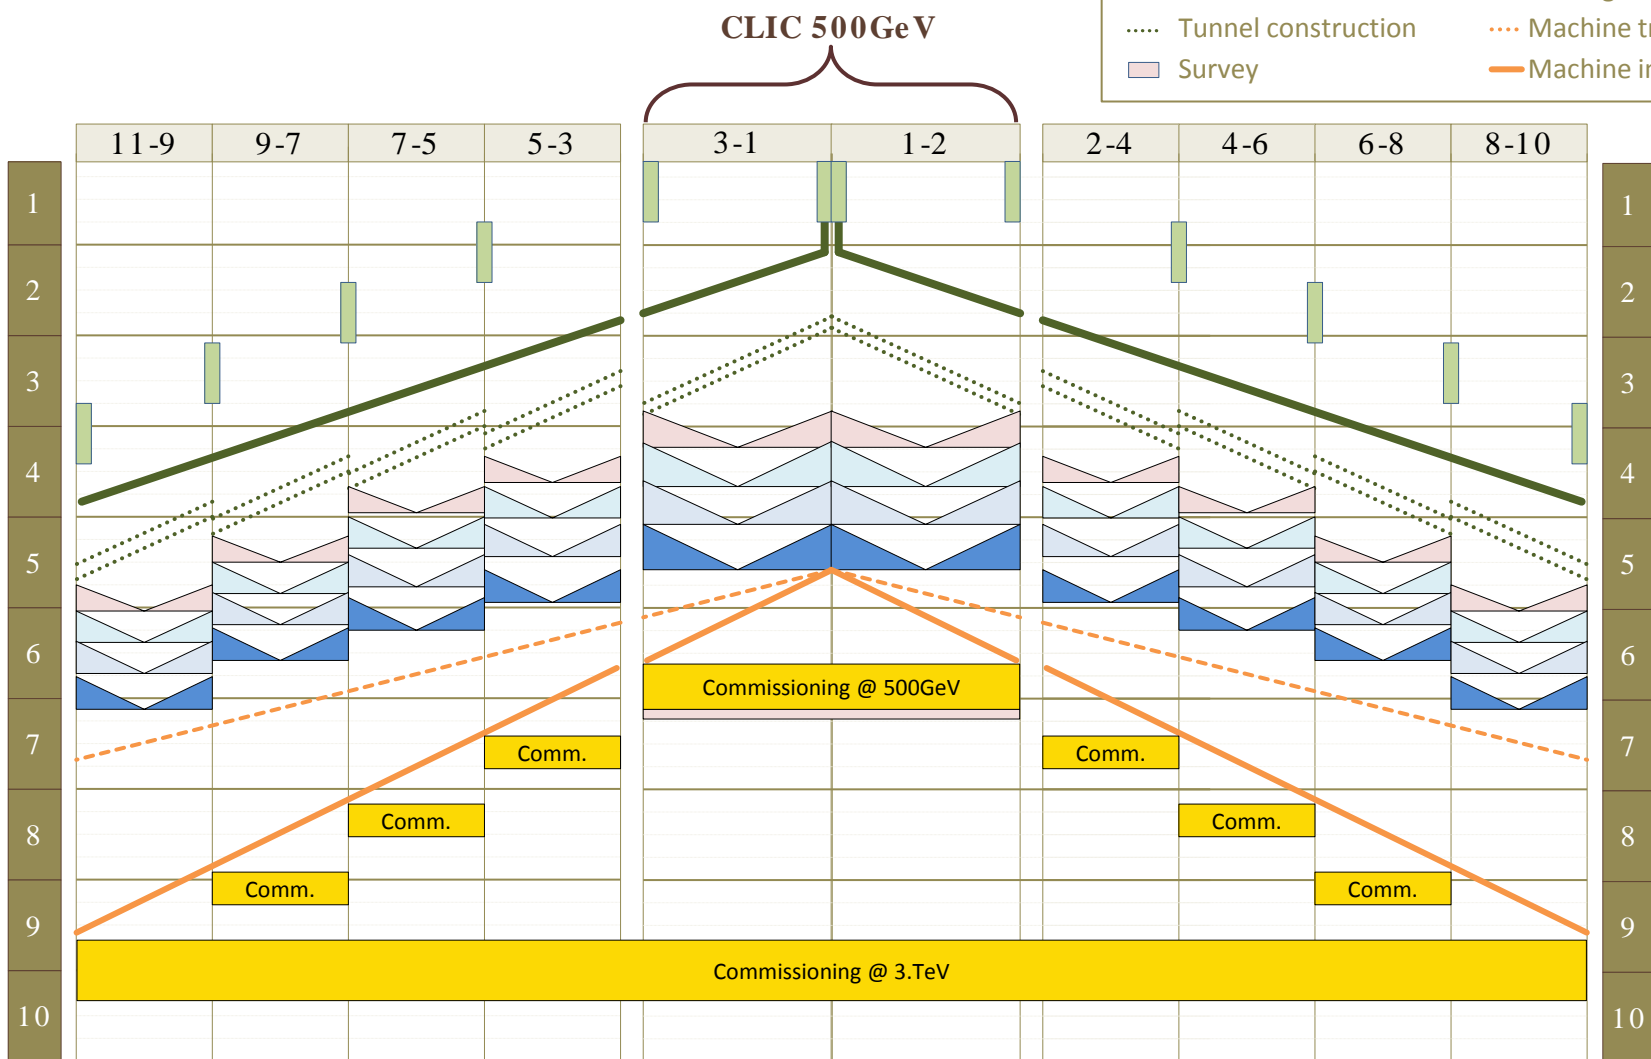 CLIC 500GeV
Tunnel construction
Machine
Survey
Machine
11-9 9-7 7-5 5-3 3-1 1-2 2-4 4-6 6-8 8-10
1 1
2 2
3 3
4 4
5 5
6 6
Commissioning @ 500GeV
7 Comm. Comm. 7
8 Comm. Comm. 8
Comm. Comm.
9 9
Commissioning @ 3.TeV
10 10